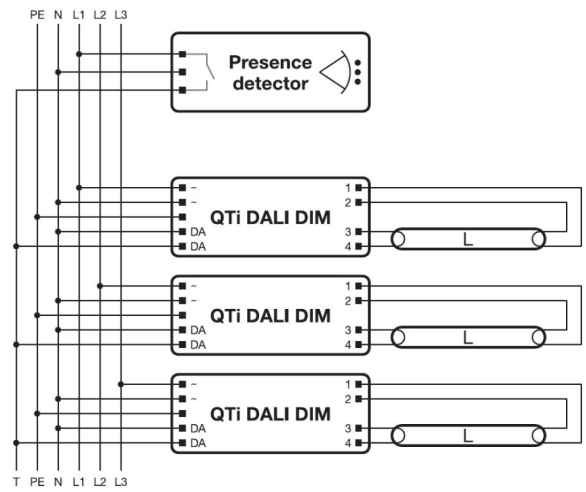 PE N L1 L2 L3
Presence
detector
~ 1
~ 2
QTi DALI DIM
DA 3
DA 4
L
~ 1
~ 2
QTi DALI DIM
DA 3
DA 4
L
~ 1
~ 2
QTi DALI DIM
DA 3
DA 4
L
T PE N L1 L2 L3